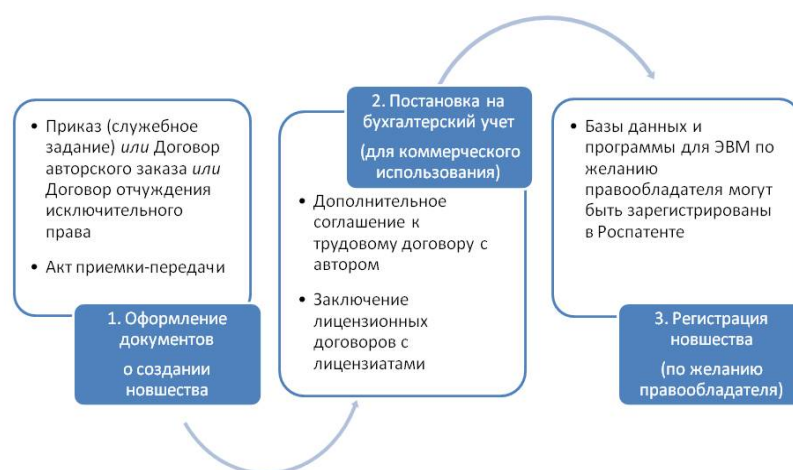 • Приказ (служебное
задание) или Договор
авторского заказа или
Договор отчуждения
исключительного
права
• Акт приемки-передачи
1. Оформление
документов
о создании
новшества
2. Постановка на
бухгалтерский учет
(для коммерческого
использования)
• Дополнительное
соглашение к
трудовому договору с
автором
• Заключение
лицензионных
договоров с
лицензиатами
• Базы данных и
программы для ЭВМ по
желанию
правообладателя могут
быть зарегистрированы
в Роспатенте
3. Регистрация
новшества
(по желанию
правообладателя)